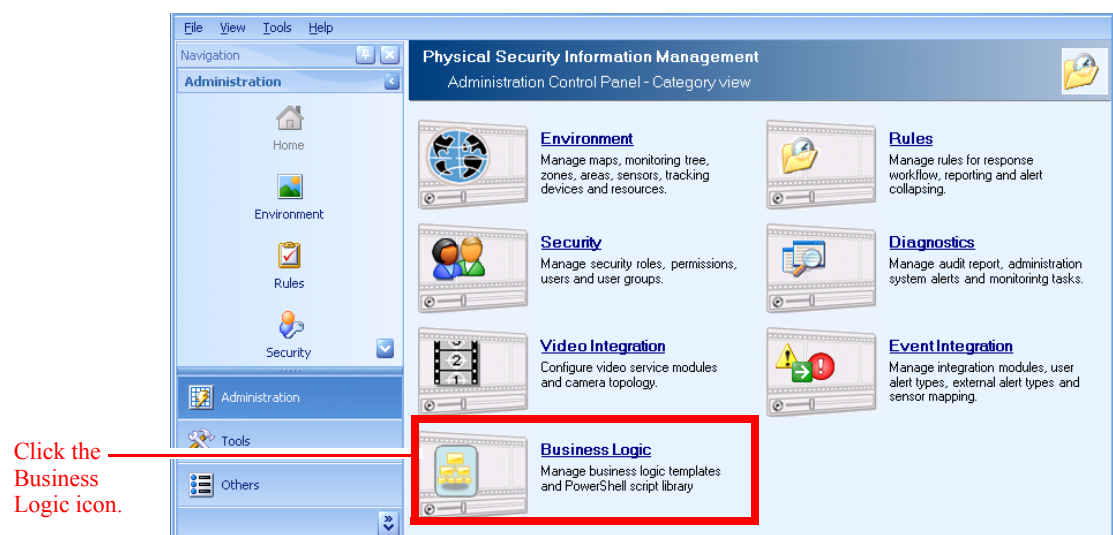 File View Tools Help
Navigation
Administration
Home
Environment
Rules
Security
Administration
Tools
Others
Physical Security Information Management
Administration Control Panel - Category view
Environment
Manage maps, monitoring tree,
zones, areas, sensors, tracking
devices and resources.
Rules
Manage rules for response
workflow, reporting and alert
collapsing.
Security
Manage security roles, permissions,
users and user groups.
Diagnostics
Manage audit report, administration
system alerts and monitorintg tasks.
2
1
Video Integration
Configure video service modules
and camera topology.
Event Integration
Manage integration modules, user
alert types, external alert types and
sensor mapping.
Business Logic
Manage business logic templates
and PowerShell script library
Click the
Business
Logic icon.